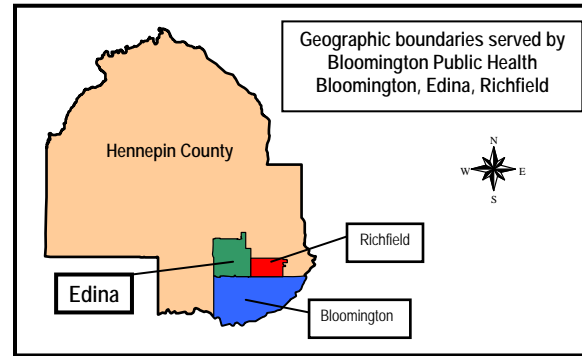 Geographic boundaries served by
Bloomington Public Health
Bloomington, Edina, Richfield
Hennepin County
N
W E
S
Richfield
Edina
Bloomington